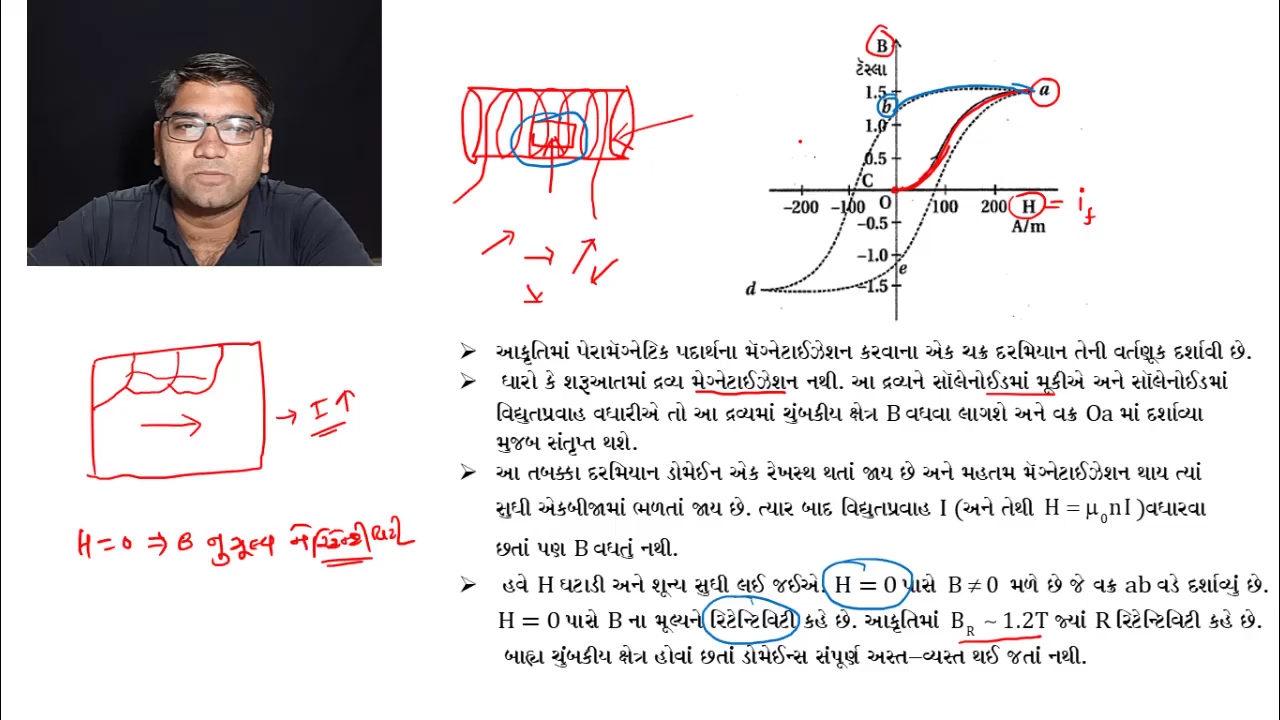 B
ટૅસ્લા
1.5
b
a
1.0
0.5
C
O
−200 −100 100 200 H = if
A/m
−0.5
−1.0
e
d
−1.5
I ↑
H = 0 ⇒ B નુ મૂલ્ય ને
➢ આકૃતિમાં પેરામૅગ્નેટિક પદાર્થના મૅગ્નેટાઈઝેશન કરવાના એક ચક્ર દરમિયાન તેની વર્તણૂક દર્શાવી છે.
➢ ધારો કે શરૂઆતમાં દ્રવ્ય મેગ્નેટાઈઝેશન નથી. આ દ્રવ્યને સૉલેનોઈડમાં મૂકીએ અને સૉલેનોઈડમાં
વિદ્યુતપ્રવાહ વધારીએ તો આ દ્રવ્યમાં ચુંબકીય ક્ષેત્ર B વધવા લાગશે અને વક્ર Oa માં દર્શાવ્યા
મુજબ સંતૃપ્ત થશે.
➢ આ તબક્કા દરમિયાન ડોમેઈન એક રેખસ્થ થતાં જાય છે અને મહતમ મૅગ્નેટાઈઝેશન થાય ત્યાં
સુધી એકબીજામાં ભળતાં જાય છે. ત્યાર બાદ વિદ્યુતપ્રવાહ I (અને તેથી H = μ₀nI)વધારવા
છતાં પણ B વધતું નથી.
➢ હવે H ઘટાડી અને શૂન્ય સુધી લઈ જઈએ. H = 0 પાસે B ≠ 0 મળે છે જે વક્ર ab વડે દર્શાવ્યું છે.
H = 0 પાસે B ના મૂલ્યને રિટેન્ટિવિટી કહે છે. આકૃતિમાં B_R ~ 1.2T જ્યાં R રિટેન્ટિવિટી કહે છે.
બાહ્ય ચુંબકીય ક્ષેત્ર હોવાં છતાં ડોમેઈન્સ સંપૂર્ણ અસ્ત−વ્યસ્ત થઈ જતાં નથી.